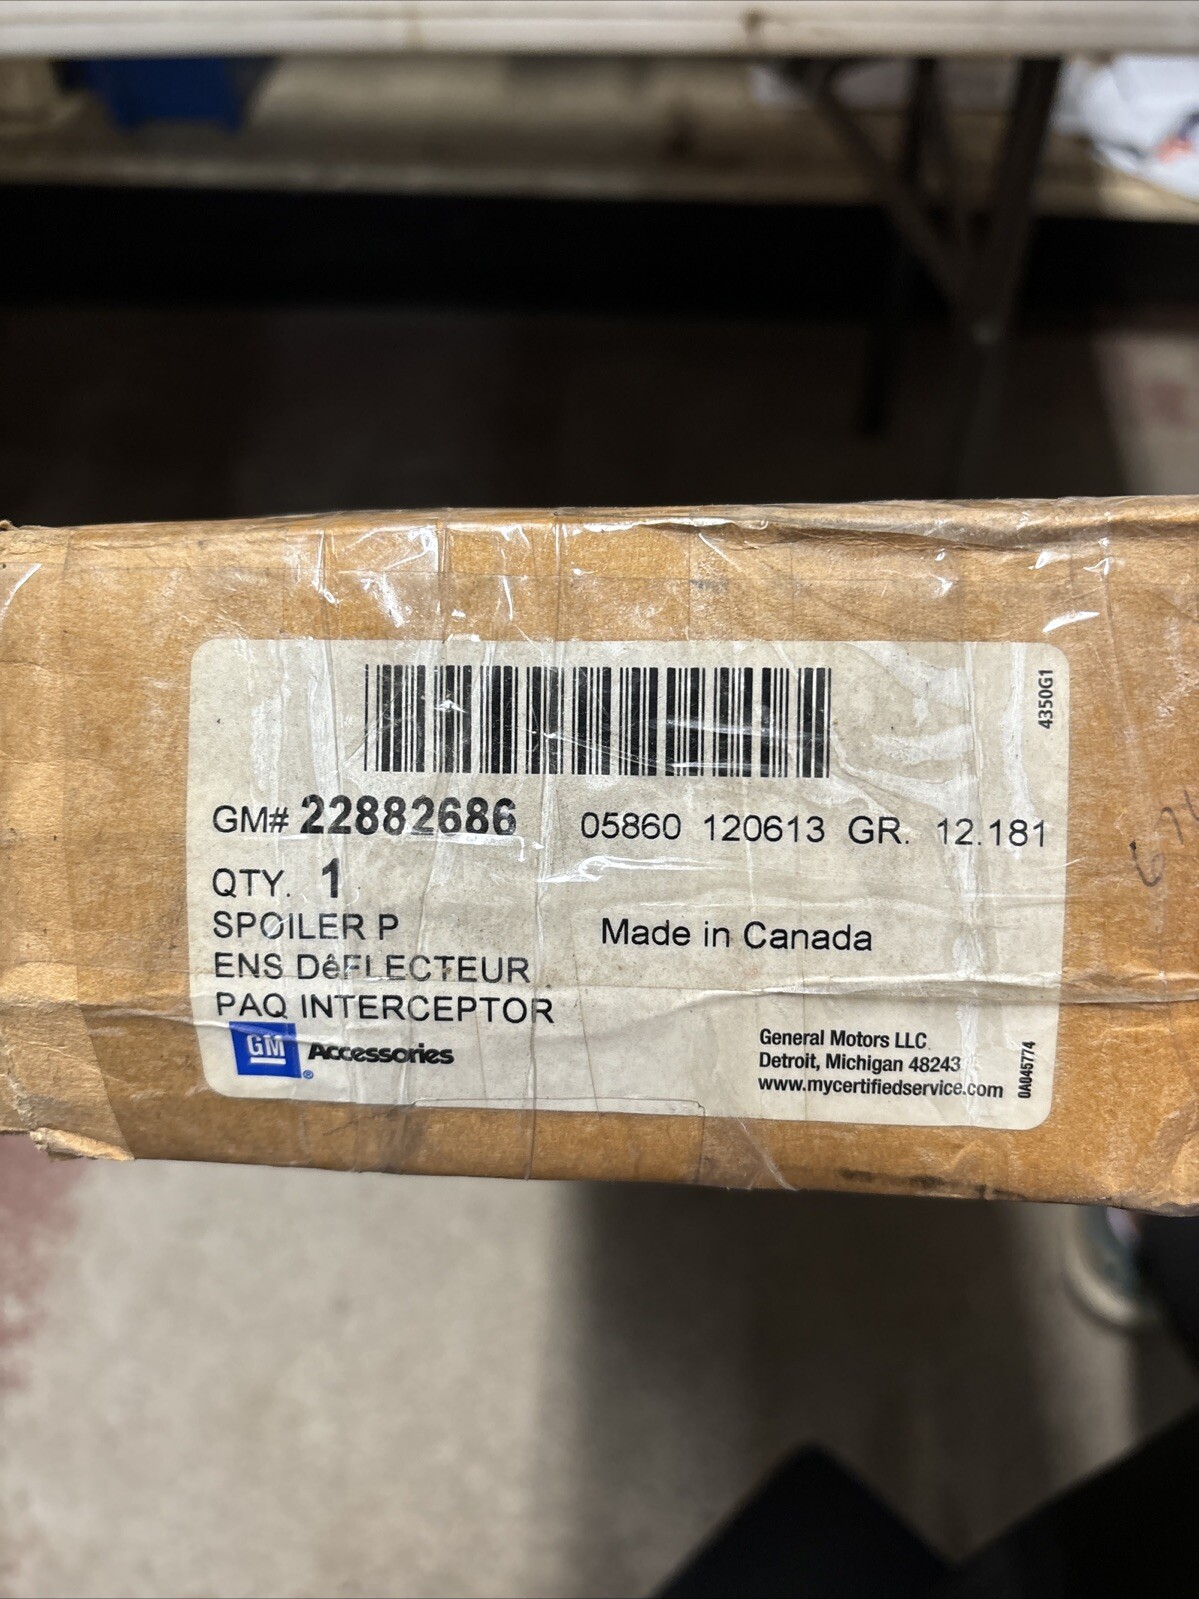 4350G1
GM# 22882686 05860 120613 GR. 12.181
QTY. 1
SPOILER P
Made in Canada
ENS DêFLECTEUR
PAQ INTERCEPTOR
GM ® Accessories
General Motors LLC
Detroit, Michigan 48243
www.mycertifiedservice.com
0A045774